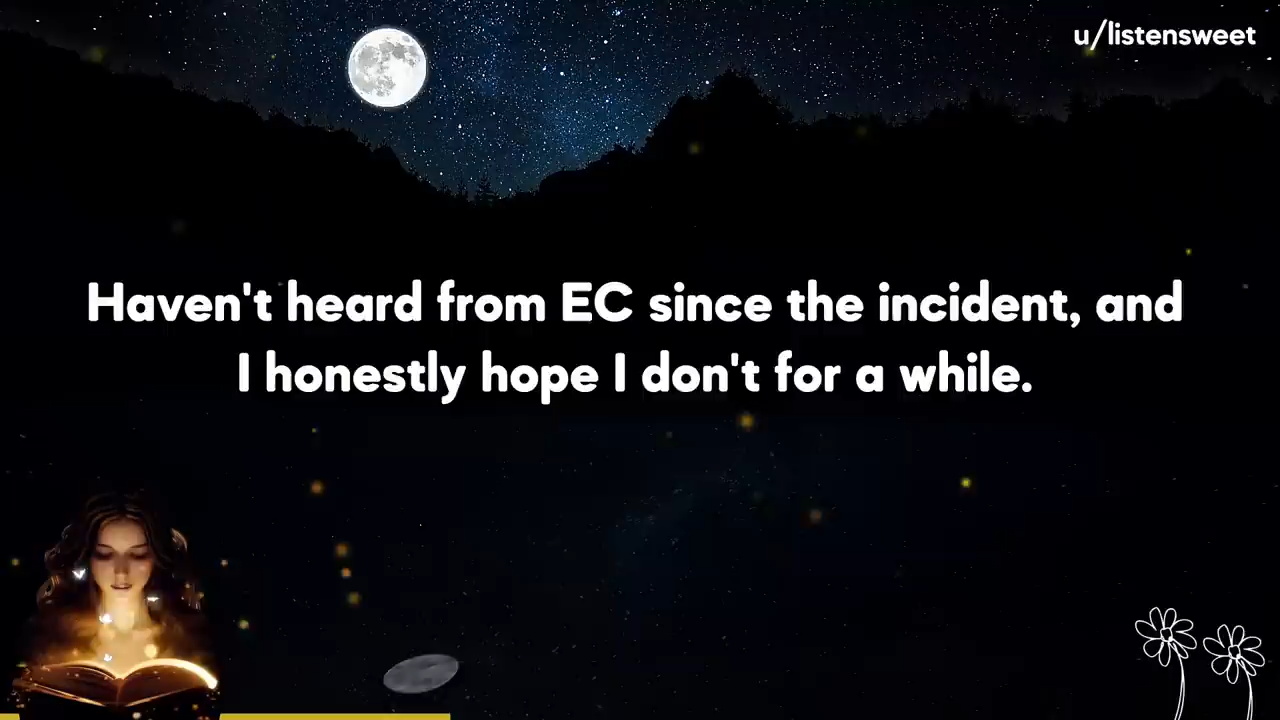 u/listensweet
Haven't heard from EC since the incident, and
I honestly hope I don't for a while.